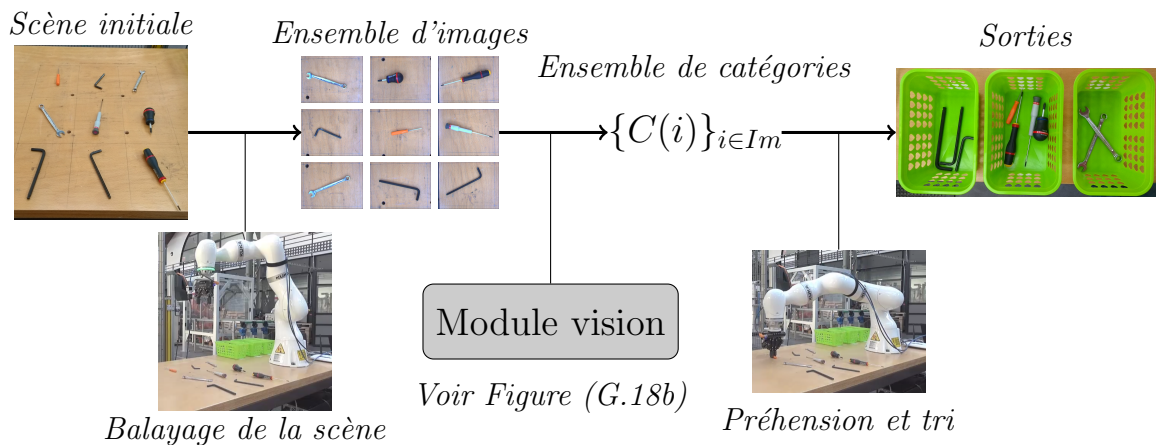 Scène initiale
Ensemble d'images
Ensemble de catégories
Sorties
{C(i)}_{i∈Im}
Module vision
Voir Figure (G.18b)
Balayage de la scène
Préhension et tri